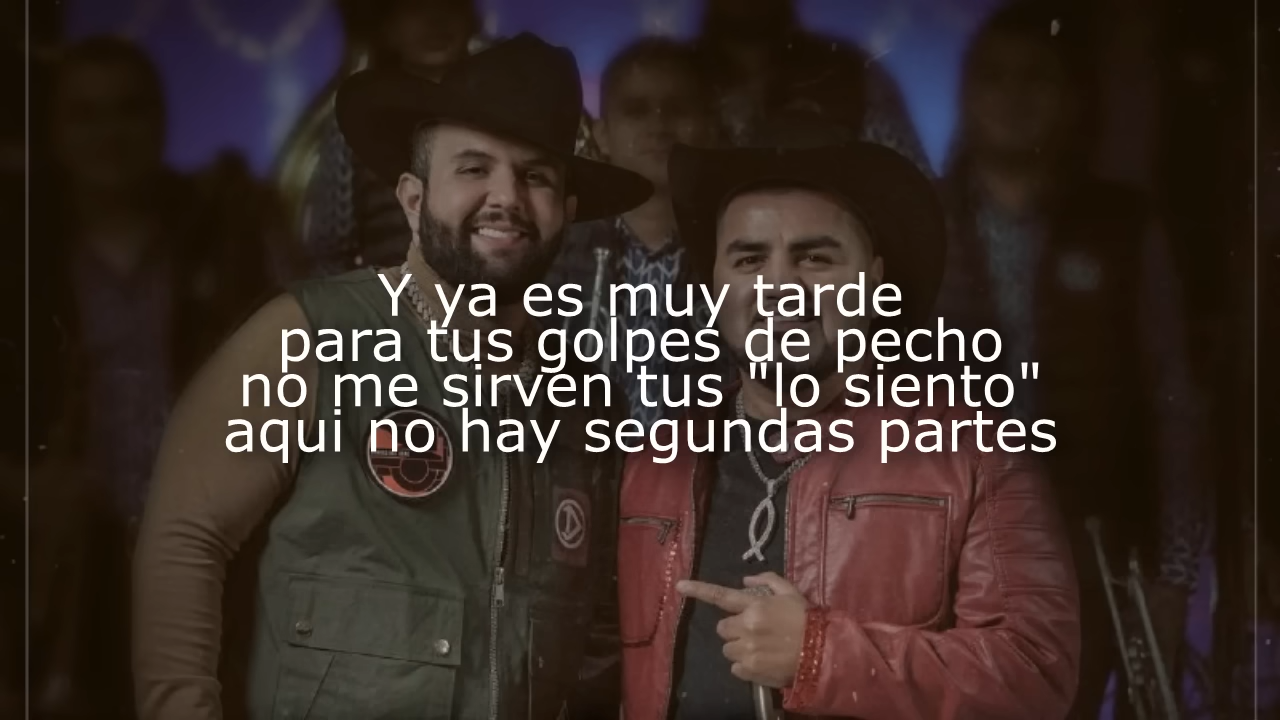 Y ya es muy tarde
para tus golpes de pecho
no me sirven tus "lo siento"
aqui no hay segundas partes